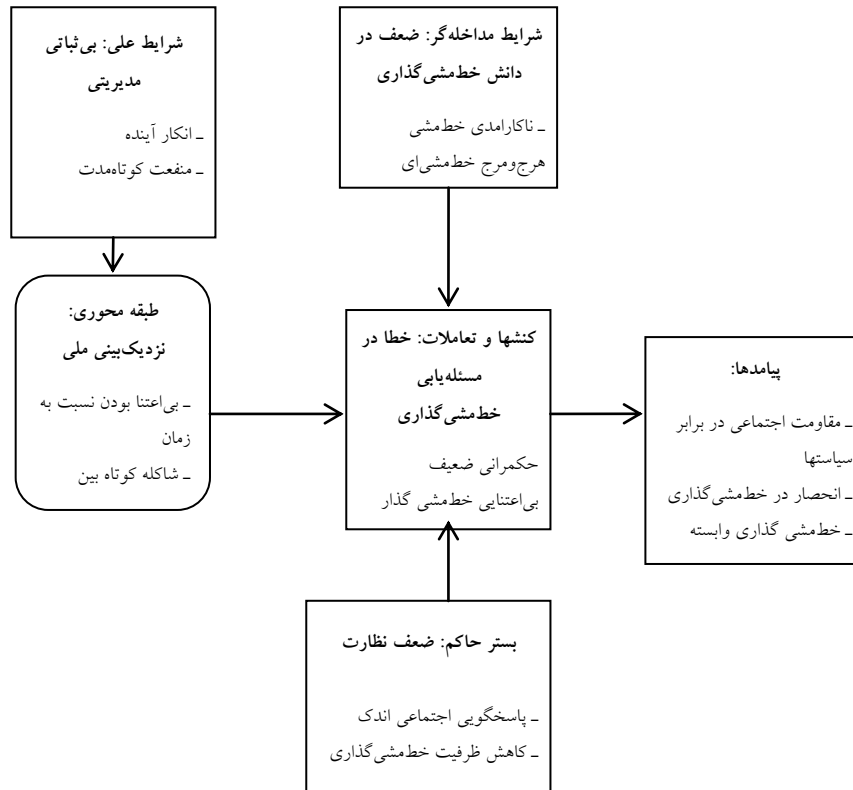 شرایط علی: بی‌ثباتی
مدیریتی
ـ انکار آینده
ـ منفعت کوتاه‌مدت
شرایط مداخله‌گر: ضعف در
دانش خط‌مشی‌گذاری
ـ ناکارامدی خط‌مشی
هرج‌ومرج خط‌مشی‌ای
طبقه محوری:
نزدیک‌بینی ملی
ـ بی‌اعتنا بودن نسبت به
زمان
ـ شاکله کوتاه بین
کنشها و تعاملات: خطا در
مسئله‌یابی
خط‌مشی‌گذاری
حکمرانی ضعیف
بی‌اعتنایی خط‌مشی گذار
پیامدها:
ـ مقاومت اجتماعی در برابر
سیاستها
ـ انحصار در خط‌مشی‌گذاری
ـ خط‌مشی گذاری وابسته
بستر حاکم: ضعف نظارت
ـ پاسخگویی اجتماعی اندک
ـ کاهش ظرفیت خط‌مشی‌گذاری